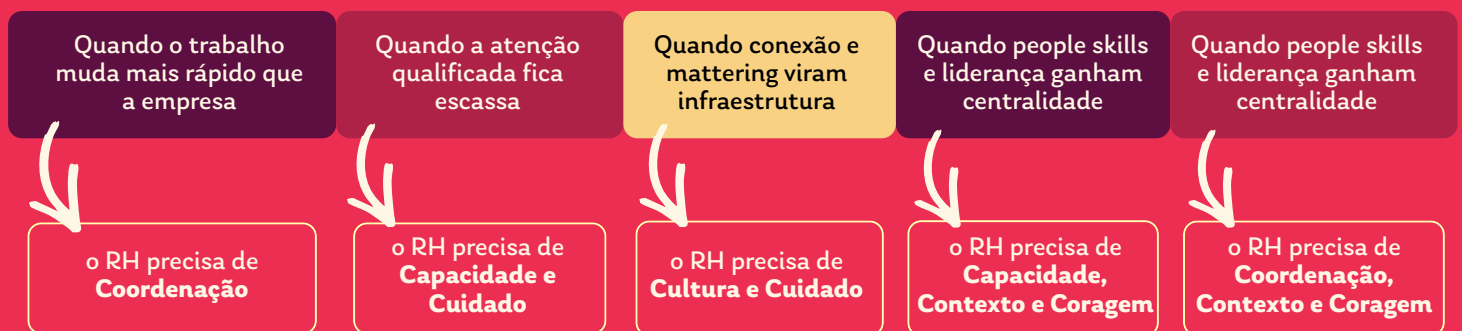 Quando o trabalho
muda mais rápido que
a empresa
Quando a atenção
qualificada fica
escassa
Quando conexão e
mattering viram
infraestrutura
Quando people skills
e liderança ganham
centralidade
Quando people skills
e liderança ganham
centralidade
o RH precisa de
Coordenação
o RH precisa de
Capacidade e
Cuidado
o RH precisa de
Cultura e Cuidado
o RH precisa de
Capacidade,
Contexto e Coragem
o RH precisa de
Coordenação,
Contexto e Coragem